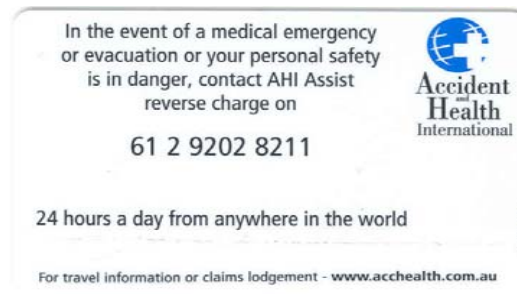 In the event of a medical emergency
or evacuation or your personal safety
is in danger, contact AHI Assist
reverse charge on
61 2 9202 8211
Accident
and
Health
International
24 hours a day from anywhere in the world
For travel information or claims lodgement - www.acchealth.com.au